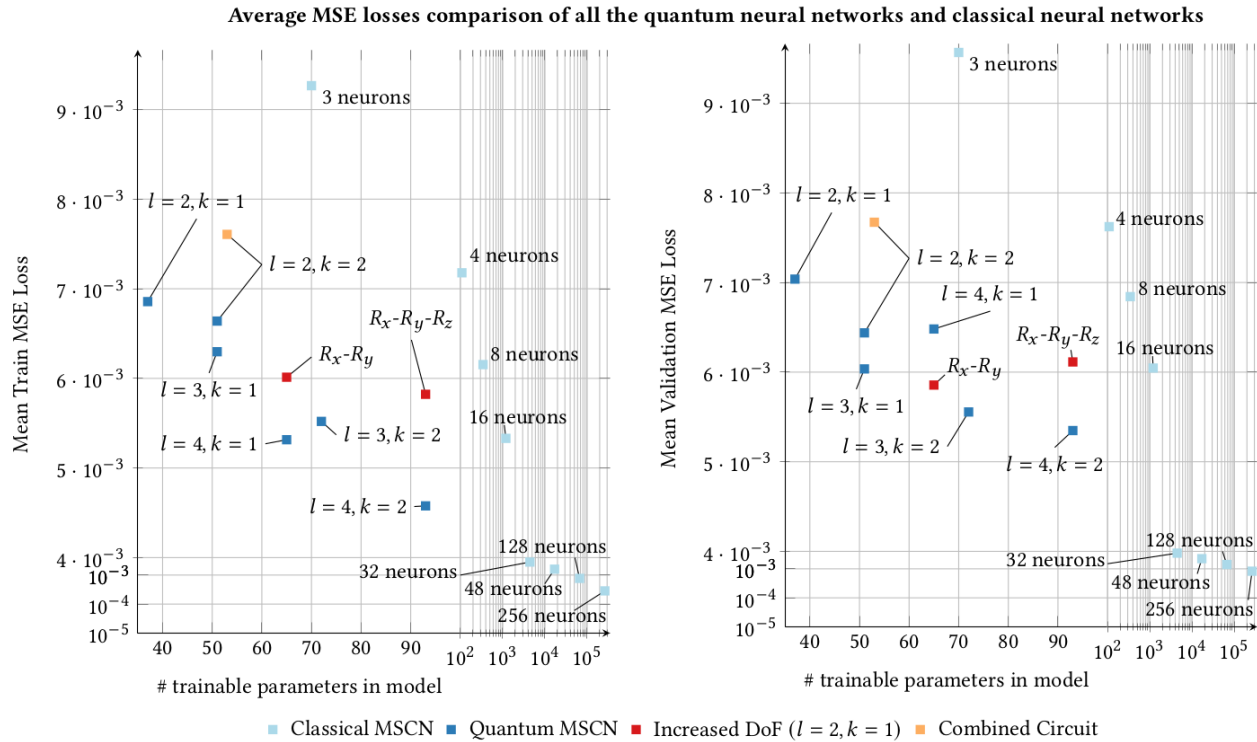 Average MSE losses comparison of all the quantum neural networks and classical neural networks
Mean Train MSE Loss
9 · 10⁻³
8 · 10⁻³
7 · 10⁻³
6 · 10⁻³
5 · 10⁻³
4 · 10⁻³
10⁻³
10⁻⁴
10⁻⁵
3 neurons
l = 2, k = 1
l = 2, k = 2
4 neurons
Rx-Ry-Rz
Rx-Ry
8 neurons
l = 3, k = 1
16 neurons
l = 4, k = 1
l = 3, k = 2
l = 4, k = 2
128 neurons
32 neurons
48 neurons
256 neurons
40 50 60 70 80 90 10² 10³ 10⁴ 10⁵
# trainable parameters in model
Mean Validation MSE Loss
9 · 10⁻³
8 · 10⁻³
7 · 10⁻³
6 · 10⁻³
5 · 10⁻³
4 · 10⁻³
10⁻³
10⁻⁴
10⁻⁵
3 neurons
l = 2, k = 1
4 neurons
l = 2, k = 2
l = 4, k = 1
8 neurons
Rx-Ry-Rz
16 neurons
Rx-Ry
l = 3, k = 1
l = 3, k = 2
l = 4, k = 2
128 neurons
32 neurons
48 neurons
256 neurons
40 50 60 70 80 90 10² 10³ 10⁴ 10⁵
# trainable parameters in model
Classical MSCN Quantum MSCN Increased DoF (l = 2, k = 1) Combined Circuit